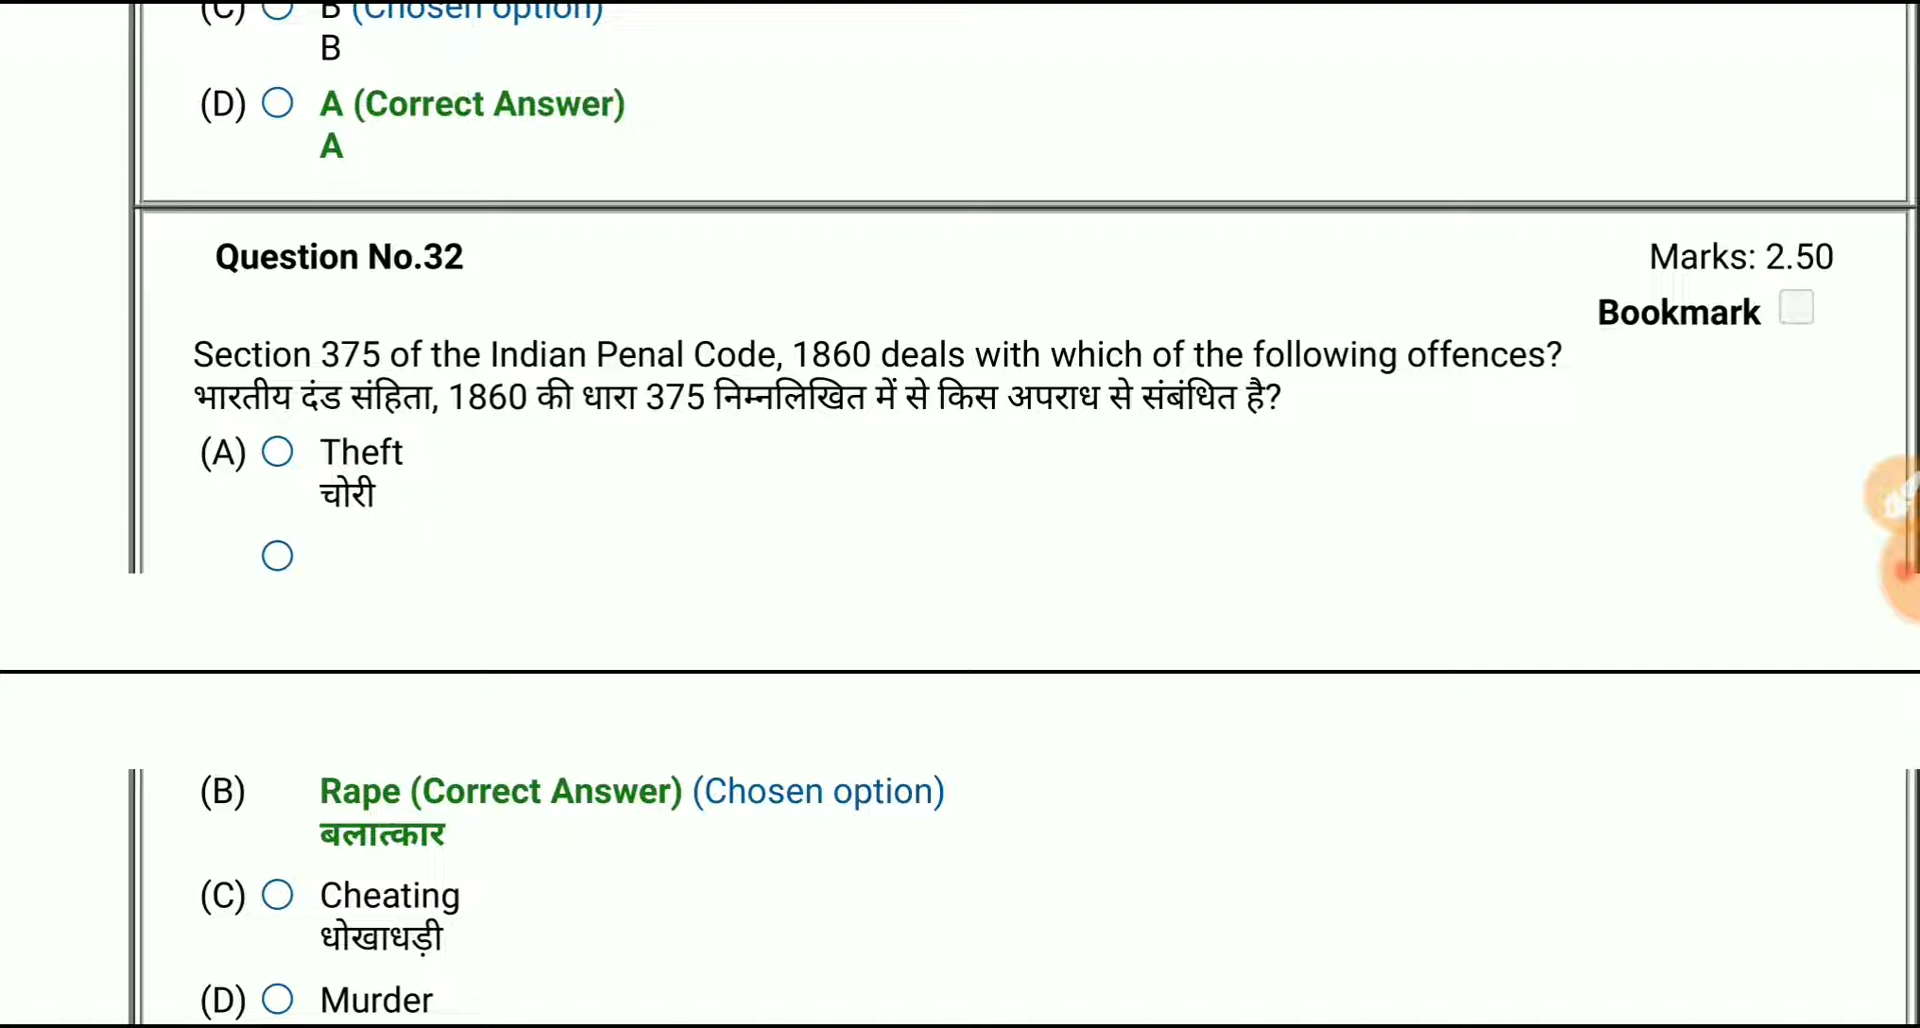 (C) B (Chosen option)
B
(D) A (Correct Answer)
A
Question No.32
Marks: 2.50
Bookmark
Section 375 of the Indian Penal Code, 1860 deals with which of the following offences?
भारतीय दंड संहिता, 1860 की धारा 375 निम्नलिखित में से किस अपराध से संबंधित है?
(A) Theft
चोरी
(B) Rape (Correct Answer) (Chosen option)
बलात्कार
(C) Cheating
धोखाधड़ी
(D) Murder